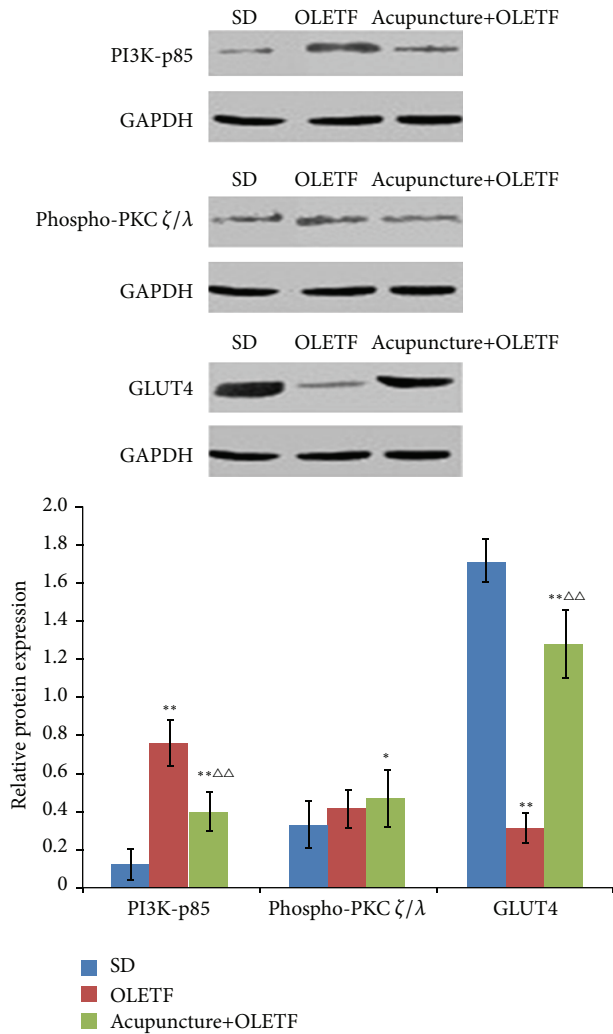 SD OLETF Acupuncture+OLETF
PI3K-p85
GAPDH
SD OLETF Acupuncture+OLETF
Phospho-PKC ζ/λ
GAPDH
SD OLETF Acupuncture+OLETF
GLUT4
GAPDH
Relative protein expression
2.0
1.8
1.6
1.4
1.2
1.0
0.8
0.6
0.4
0.2
0
**
**△△
*
**
**△△
PI3K-p85 Phospho-PKC ζ/λ GLUT4
SD
OLETF
Acupuncture+OLETF